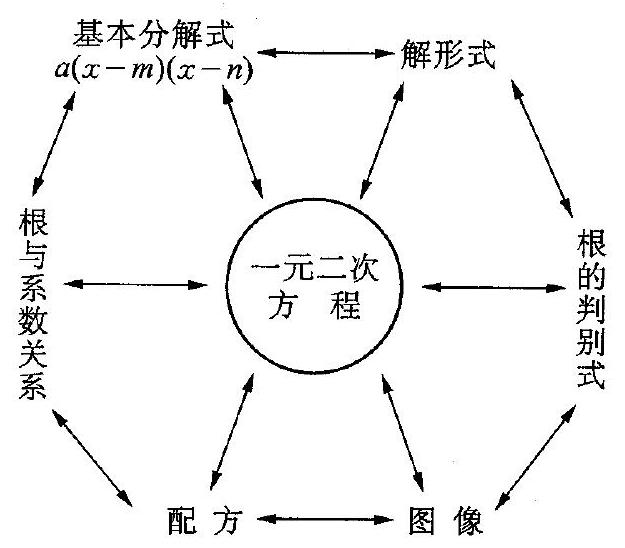 基本分解式
a(x-m)(x-n)
解形式
根与系数关系
一元二次
方 程
根的判别式
配 方
图 像